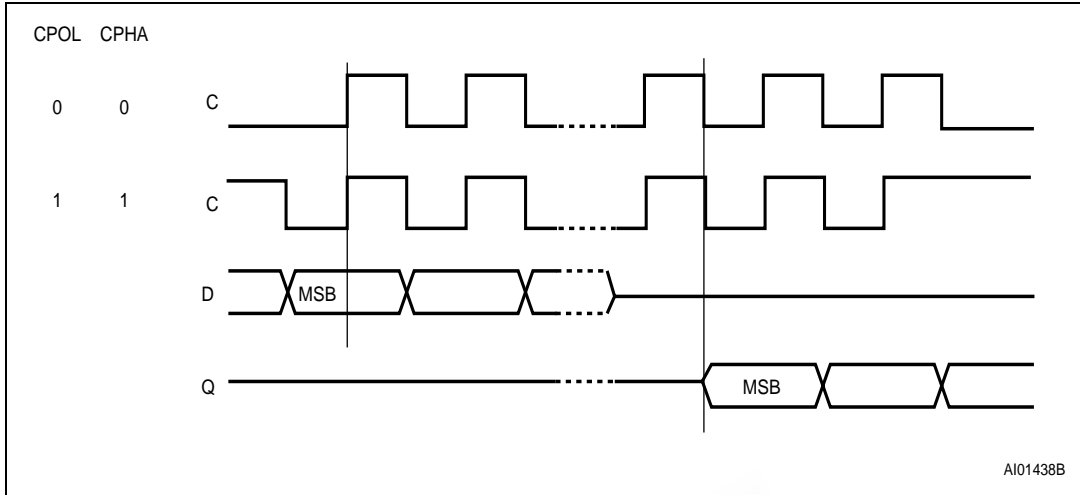 CPOL CPHA
0 0 C
1 1 C
D MSB
Q MSB
AI01438B